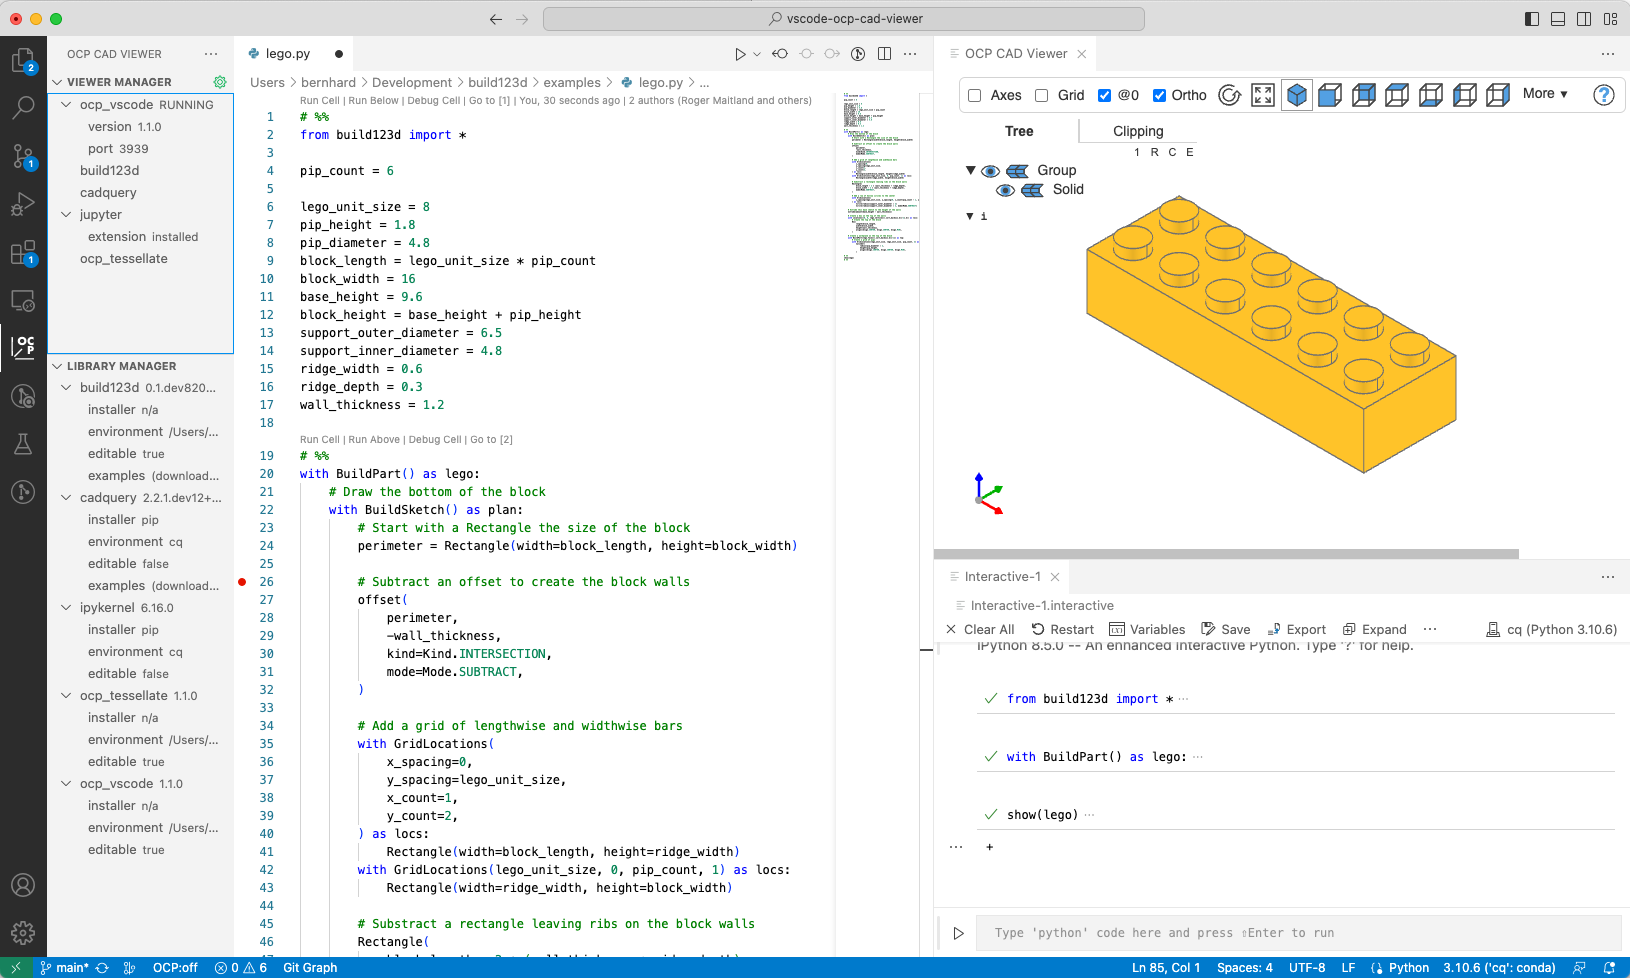 vscode-ocp-cad-viewer
OCP CAD VIEWER
VIEWER MANAGER
ocp_vscode RUNNING
version 1.1.0
port 3939
build123d
cadquery
jupyter
extension installed
ocp_tessellate
LIBRARY MANAGER
build123d 0.1.dev820...
installer n/a
environment /Users/...
editable true
examples (download...
cadquery 2.2.1.dev12+...
installer pip
environment cq
editable false
examples (download...
ipykernel 6.16.0
installer pip
environment cq
editable false
ocp_tessellate 1.1.0
installer n/a
environment /Users/...
editable true
ocp_vscode 1.1.0
installer n/a
environment /Users/...
editable true
2
1
1
OCP
lego.py
Users > bernhard > Development > build123d > examples > lego.py > ...
Run Cell | Run Below | Debug Cell | Go to [1] | You, 30 seconds ago | 2 authors (Roger Maitland and others)
1 # %%
2 from build123d import *
3
4 pip_count = 6
5
6 lego_unit_size = 8
7 pip_height = 1.8
8 pip_diameter = 4.8
9 block_length = lego_unit_size * pip_count
10 block_width = 16
11 base_height = 9.6
12 block_height = base_height + pip_height
13 support_outer_diameter = 6.5
14 support_inner_diameter = 4.8
15 ridge_width = 0.6
16 ridge_depth = 0.3
17 wall_thickness = 1.2
18
Run Cell | Run Above | Debug Cell | Go to [2]
19 # %%
20 with BuildPart() as lego:
21 # Draw the bottom of the block
22 with BuildSketch() as plan:
23 # Start with a Rectangle the size of the block
24 perimeter = Rectangle(width=block_length, height=block_width)
25
26 # Subtract an offset to create the block walls
27 offset(
28 perimeter,
29 -wall_thickness,
30 kind=Kind.INTERSECTION,
31 mode=Mode.SUBTRACT,
32 )
33
34 # Add a grid of lengthwise and widthwise bars
35 with GridLocations(
36 x_spacing=0,
37 y_spacing=lego_unit_size,
38 x_count=1,
39 y_count=2,
40 ) as locs:
41 Rectangle(width=block_length, height=ridge_width)
42 with GridLocations(lego_unit_size, 0, pip_count, 1) as locs:
43 Rectangle(width=ridge_width, height=block_width)
44
45 # Substract a rectangle leaving ribs on the block walls
46 Rectangle(
OCP CAD Viewer
Axes Grid @0 Ortho More ?
Tree Clipping
1 R C E
Group
Solid
i
Interactive-1
Interactive-1.interactive
Clear All Restart Variables Save Export Expand ... cq (Python 3.10.6)
IPython 8.5.0 -- An enhanced Interactive Python. Type '?' for help.
from build123d import * ...
with BuildPart() as lego: ...
show(lego) ...
... +
Type 'python' code here and press ⇧Enter to run
main* OCP:off 0 6 Git Graph Ln 85, Col 1 Spaces: 4 UTF-8 LF Python 3.10.6 ('cq': conda)